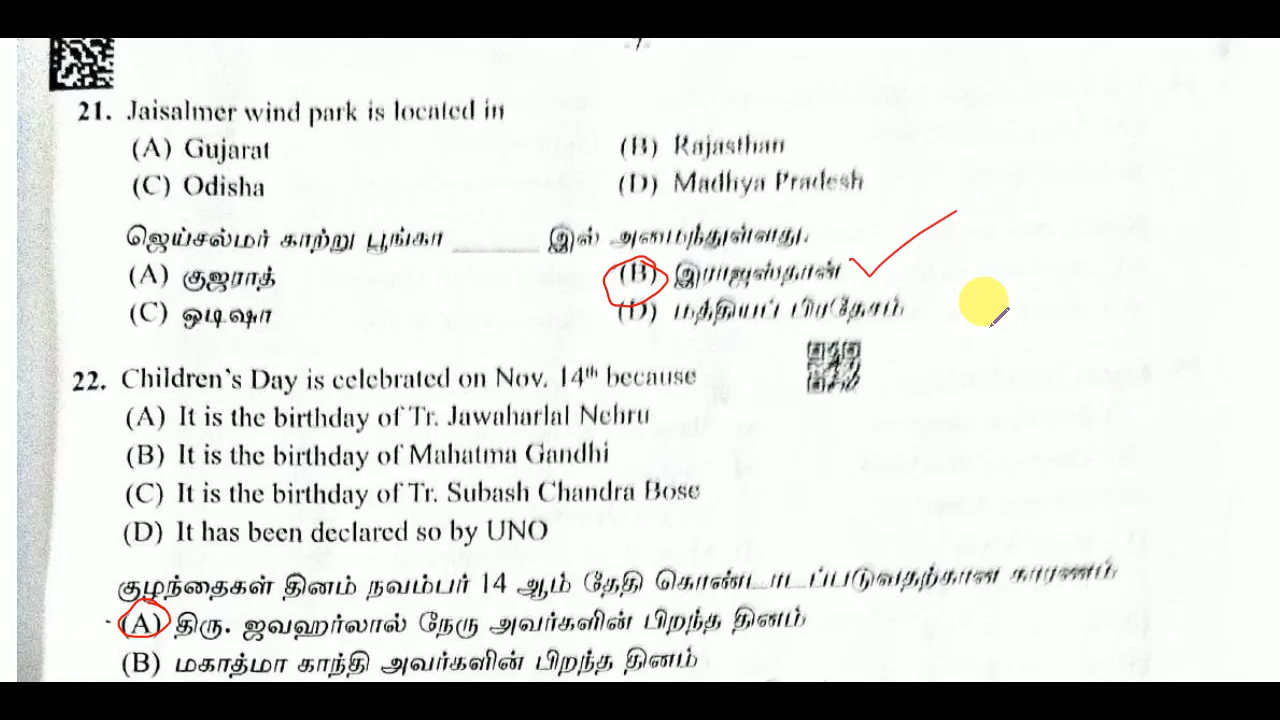 -7-
21. Jaisalmer wind park is located in
(A) Gujarat (B) Rajasthan
(C) Odisha (D) Madhya Pradesh
ஜெய்சல்மர் காற்று பூங்கா ______ இல் அமைந்துள்ளது.
(A) குஜராத் (B) இராஜஸ்தான்
(C) ஒடிஷா (D) மத்தியப் பிரதேசம்
22. Children's Day is celebrated on Nov. 14th because
(A) It is the birthday of Tr. Jawaharlal Nehru
(B) It is the birthday of Mahatma Gandhi
(C) It is the birthday of Tr. Subash Chandra Bose
(D) It has been declared so by UNO
குழந்தைகள் தினம் நவம்பர் 14 ஆம் தேதி கொண்டாடப்படுவதற்கான காரணம்
(A) திரு. ஜவஹர்லால் நேரு அவர்களின் பிறந்த தினம்
(B) மகாத்மா காந்தி அவர்களின் பிறந்த தினம்